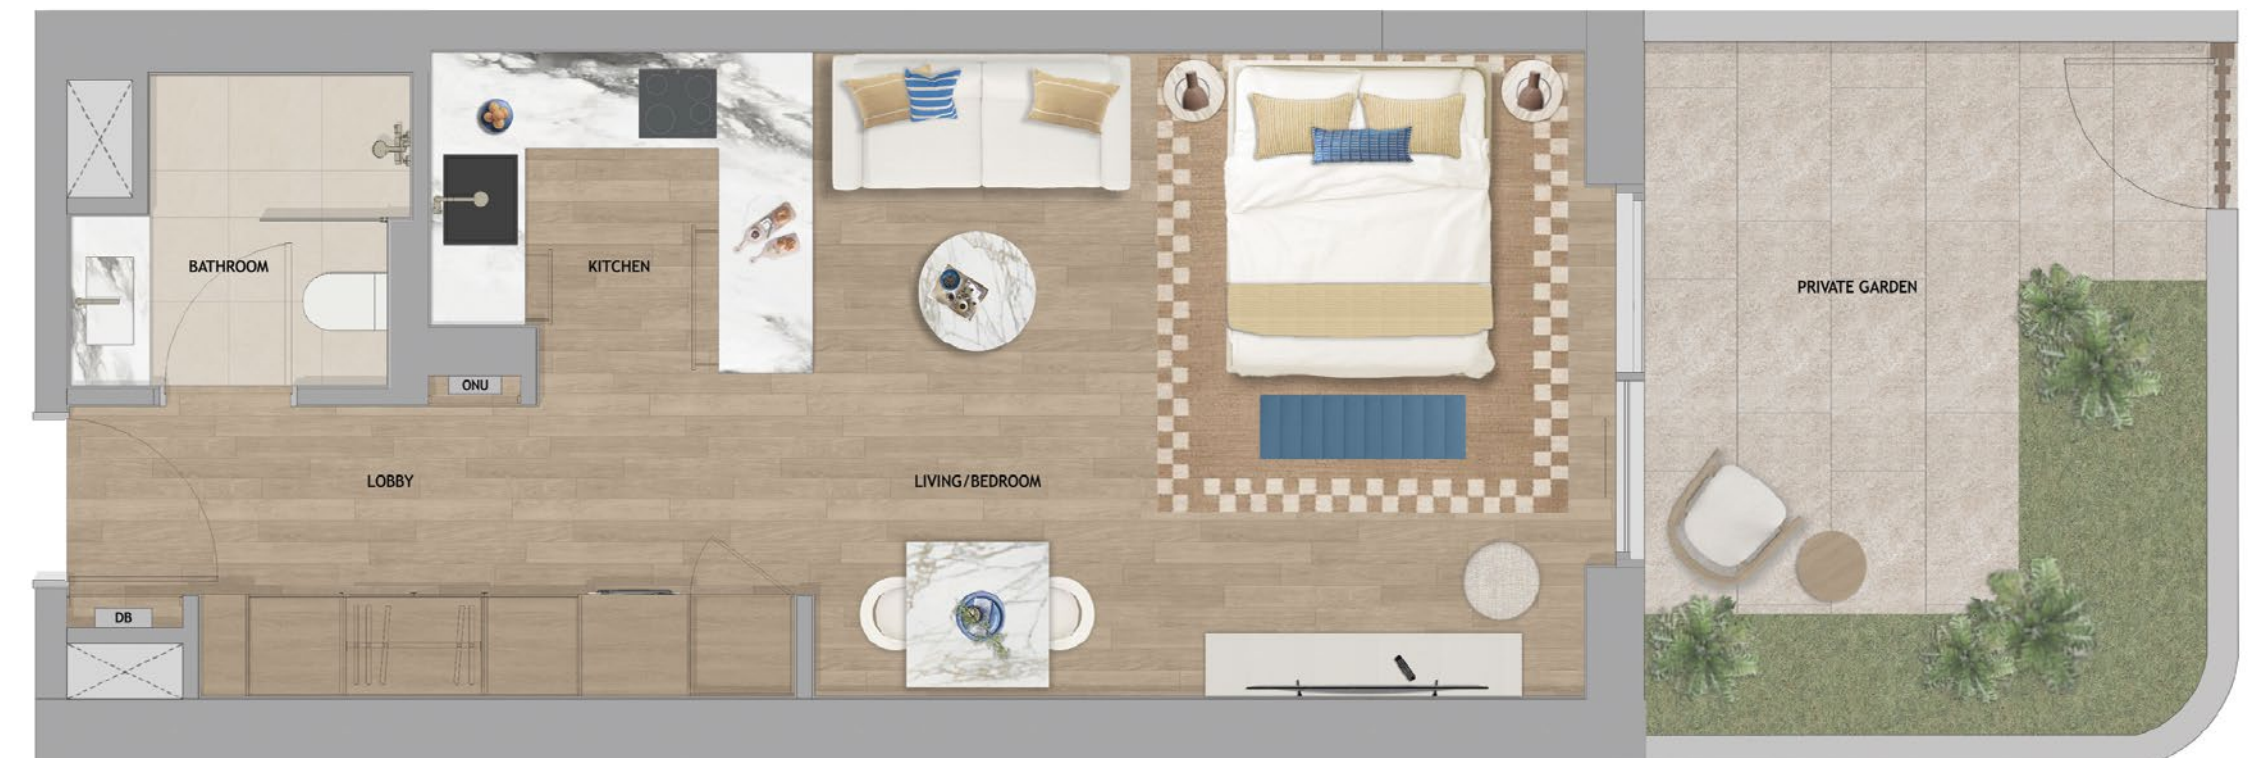 BATHROOM
KITCHEN
PRIVATE GARDEN
ONU
LOBBY
LIVING/BEDROOM
DB